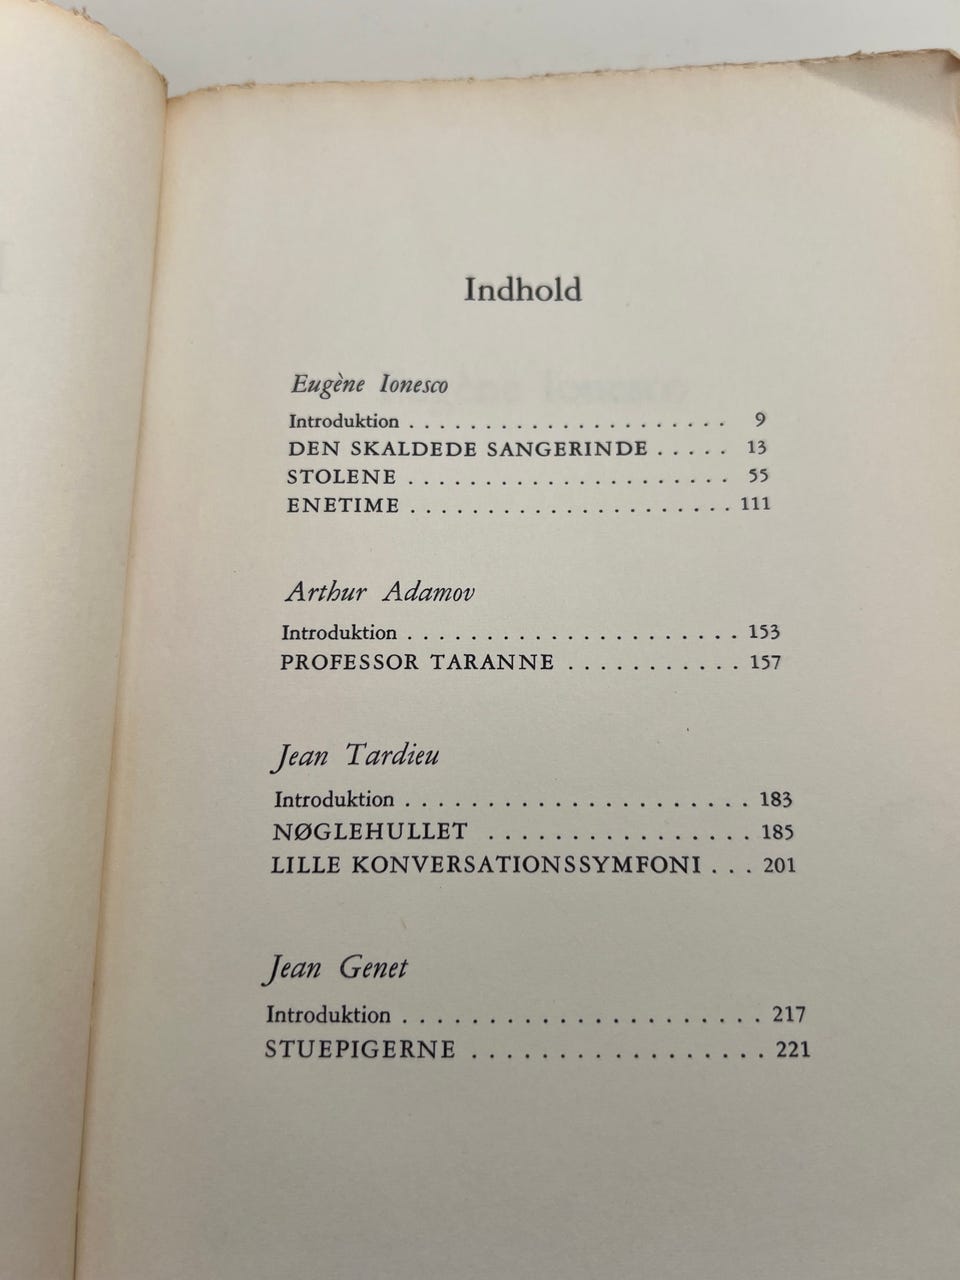 Indhold
Eugène Ionesco
Introduktion . . . . . . . . . . . . . . . . . . . . . 9
DEN SKALDEDE SANGERINDE . . . . . 13
STOLENE . . . . . . . . . . . . . . . . . . . . . 55
ENETIME . . . . . . . . . . . . . . . . . . . . . 111
Arthur Adamov
Introduktion . . . . . . . . . . . . . . . . . . . . . 153
PROFESSOR TARANNE . . . . . . . . . . . 157
Jean Tardieu
Introduktion . . . . . . . . . . . . . . . . . . . . . 183
NØGLEHULLET . . . . . . . . . . . . . . . . 185
LILLE KONVERSATIONSSYMFONI . . . 201
Jean Genet
Introduktion . . . . . . . . . . . . . . . . . . . . . 217
STUEPIGERNE . . . . . . . . . . . . . . . . . 221